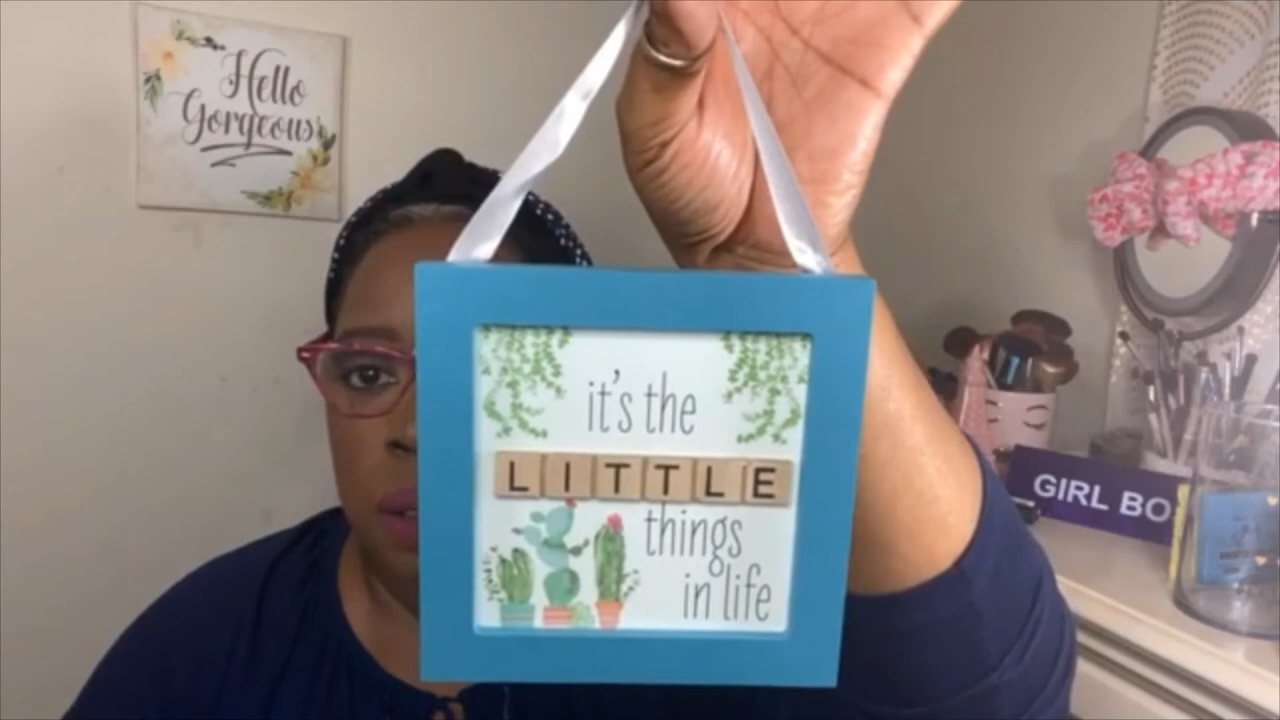 Hello
Gorgeous
it's the
LITTLE
things
in life
GIRL BO